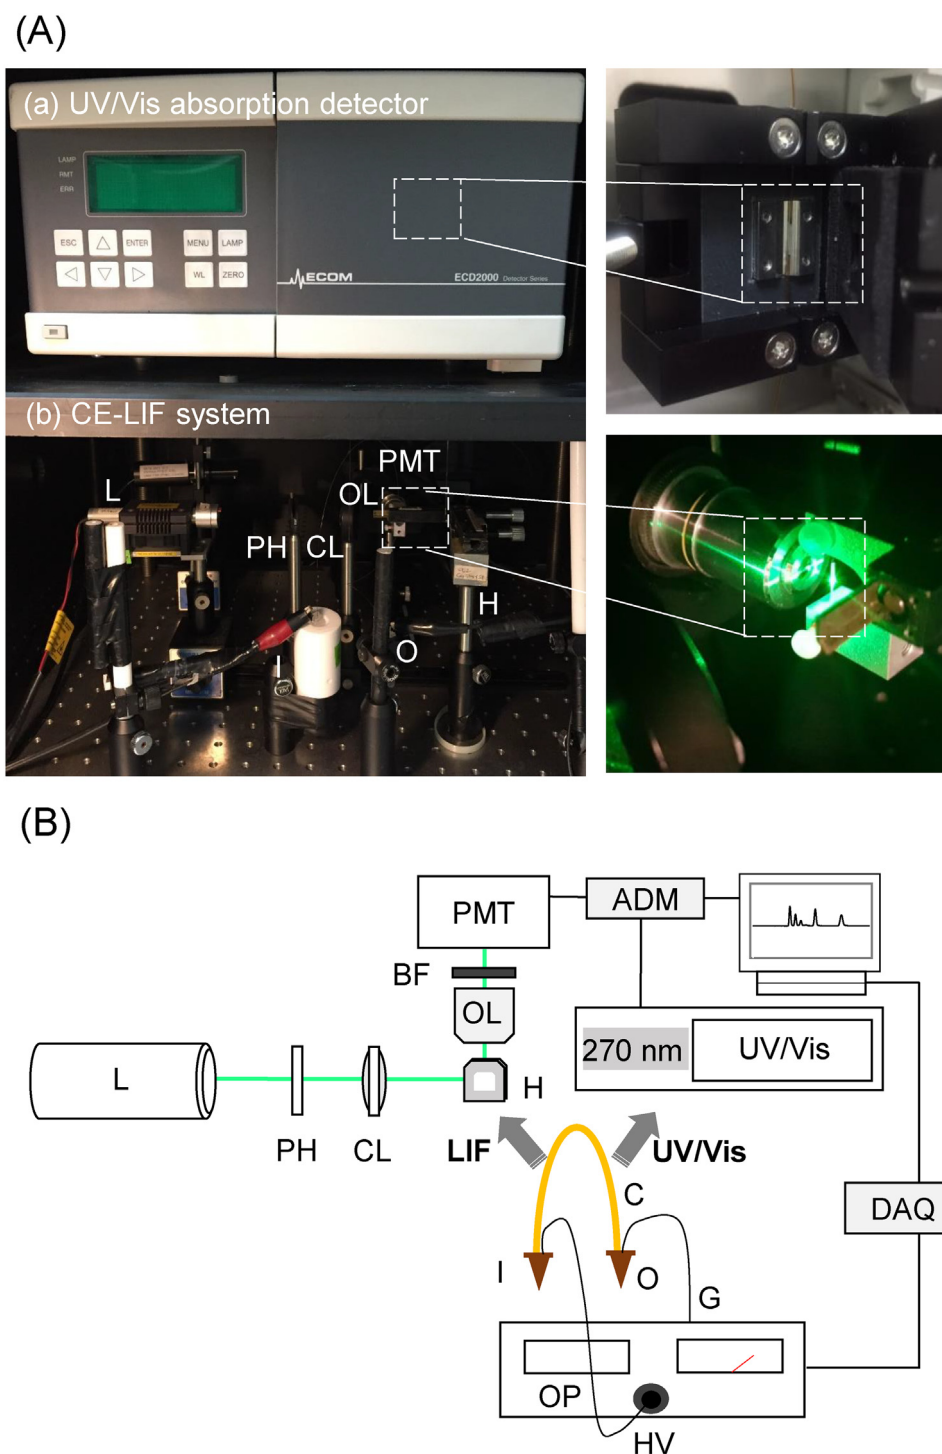 (A)
(a) UV/Vis absorption detector
LAMP
RMT
ERR
ESC
ENTER
MENU
LAMP
WL
ZERO
ECOM
ECD2000 Detector Series
(b) CE-LIF system
PMT
L
OL
PH
CL
H
I
O
(B)
PMT
ADM
BF
OL
270 nm
UV/Vis
L
H
PH
CL
LIF
UV/Vis
C
DAQ
I
O
G
OP
HV